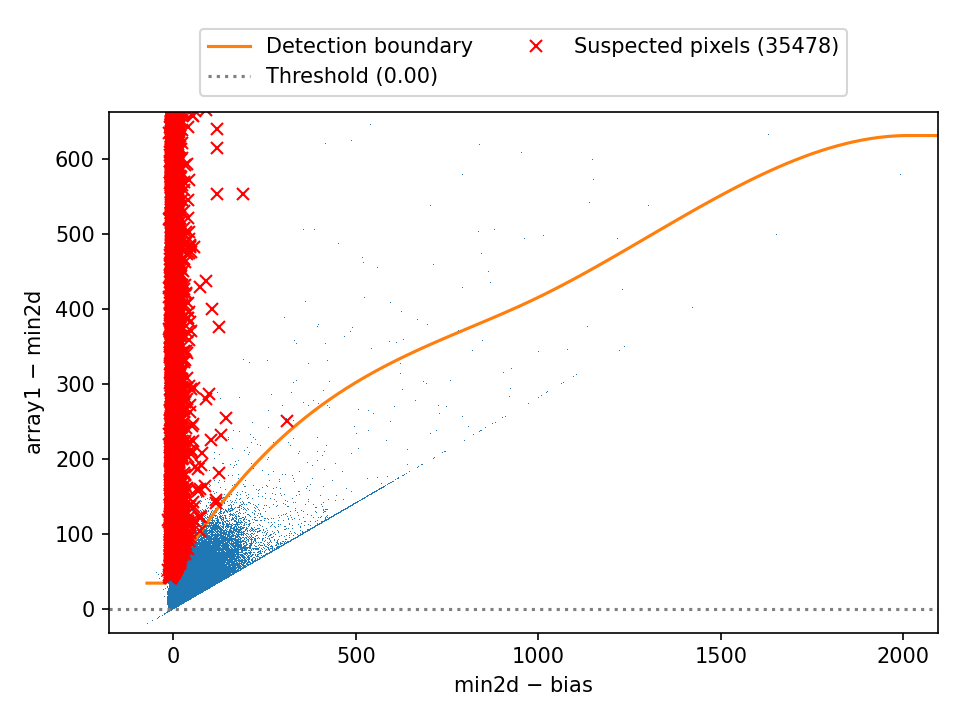 Detection boundary
Threshold (0.00)
Suspected pixels (35478)
600
500
400
300
200
100
0
array1 − min2d
0
500
1000
1500
2000
min2d − bias